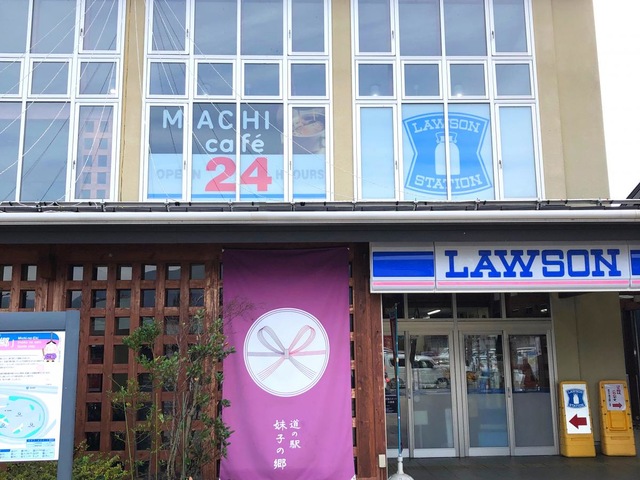 MACHI
café
OPEN 24 HOURS
LAWSON
STATION
LAWSON
道の駅
妹子の郷